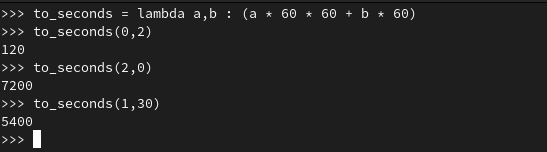 >>> to_seconds = lambda a,b : (a * 60 * 60 + b * 60)
>>> to_seconds(0,2)
120
>>> to_seconds(2,0)
7200
>>> to_seconds(1,30)
5400
>>>